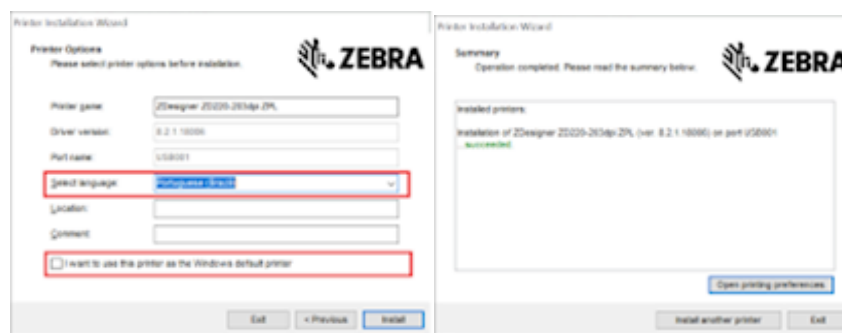 Printer Installation Wizard
Printer Options
Please select printer options before installation.
ZEBRA
Printer name:
ZDesigner ZD220-203dpi ZPL
Driver version:
8.2.1.18086
Port name:
USB001
Select language:
Portuguese (Brazil)
Location:
Comment:
I want to use this printer as the Windows default printer
Exit
< Previous
Install
Printer Installation Wizard
Summary
Operation completed. Please read the summary below.
ZEBRA
Installed printers:
Installation of ZDesigner ZD220-203dpi ZPL (ver. 8.2.1.18086) on port USB001
...succeeded.
Open printing preferences
Install another printer
Exit